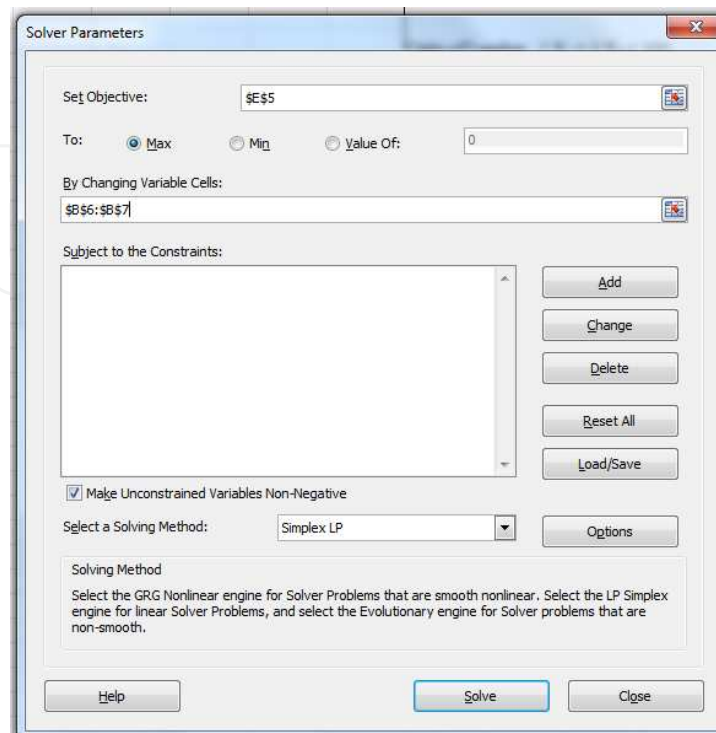 Solver Parameters
Set Objective: $E$5
To: Max Min Value Of: 0
By Changing Variable Cells:
$B$6:$B$7
Subject to the Constraints:
Add
Change
Delete
Reset All
Load/Save
Make Unconstrained Variables Non-Negative
Select a Solving Method: Simplex LP Options
Solving Method
Select the GRG Nonlinear engine for Solver Problems that are smooth nonlinear. Select the LP Simplex
engine for linear Solver Problems, and select the Evolutionary engine for Solver problems that are
non-smooth.
Help Solve Close